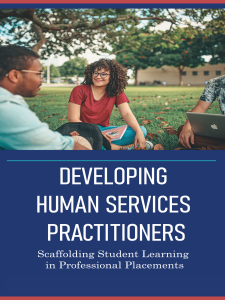 DEVELOPING
HUMAN SERVICES
PRACTITIONERS
Scaffolding Student Learning
in Professional Placements